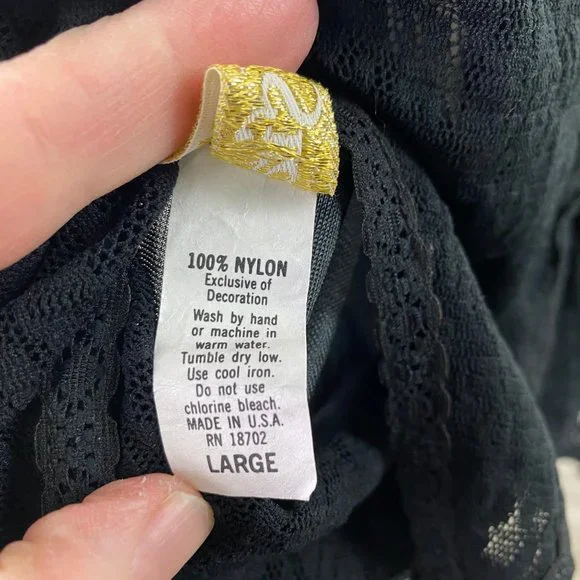 100% NYLON
Exclusive of
Decoration
Wash by hand
or machine in
warm water.
Tumble dry low.
Use cool iron.
Do not use
chlorine bleach.
MADE IN U.S.A.
RN 18702
LARGE